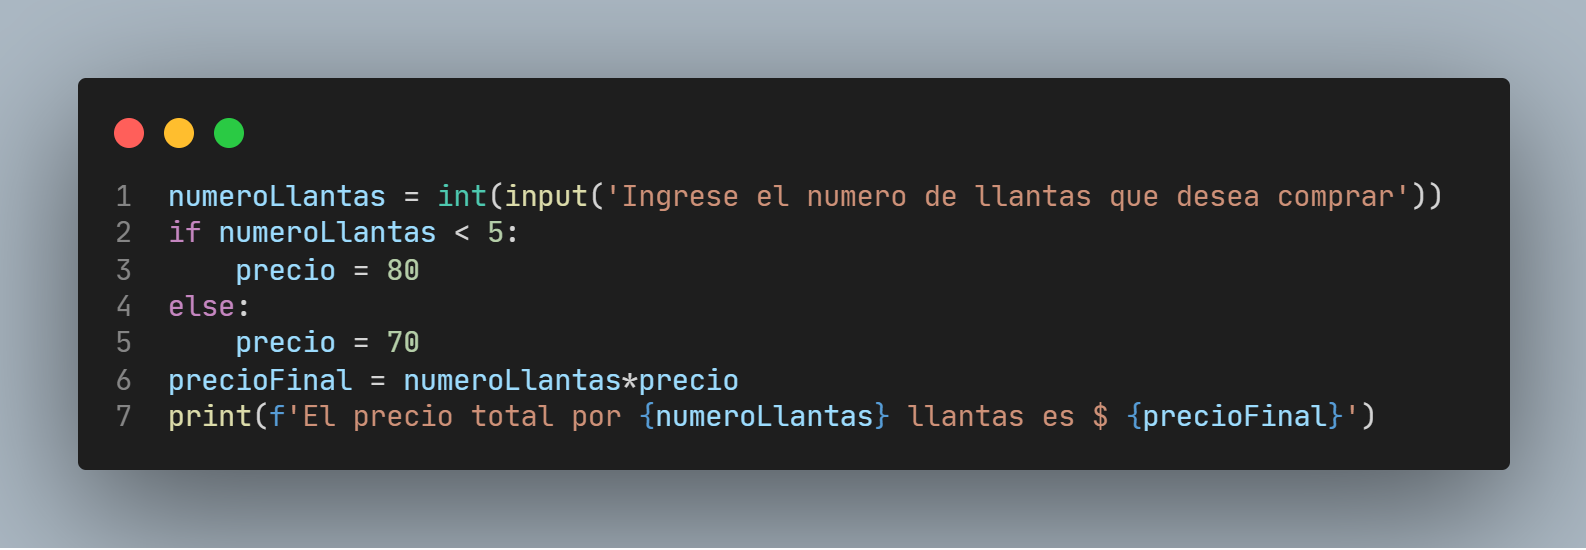 1 numeroLlantas = int(input('Ingrese el numero de llantas que desea comprar'))
2 if numeroLlantas < 5:
3     precio = 80
4 else:
5     precio = 70
6 precioFinal = numeroLlantas*precio
7 print(f'El precio total por {numeroLlantas} llantas es $ {precioFinal}')